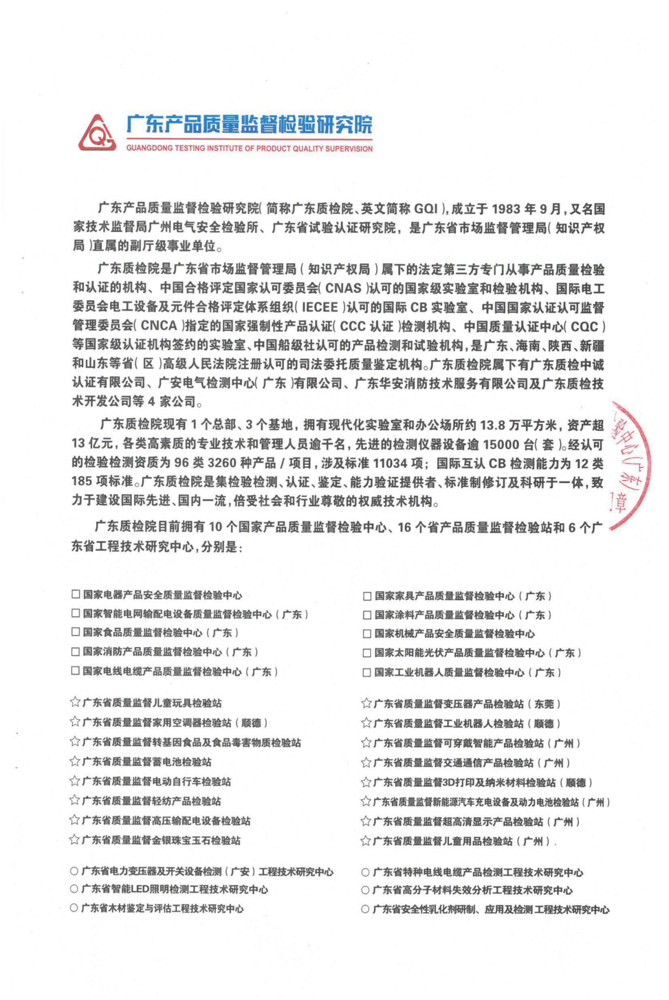 广东产品质量监督检验研究院
GUANGDONG TESTING INSTITUTE OF PRODUCT QUALITY SUPERVISION
广东产品质量监督检验研究院(简称广东质检院、英文简称 GQI),成立于 1983 年 9 月,又名国
家技术监督局广州电气安全检验所、广东省试验认证研究院, 是广东省市场监督管理局(知识产权
局)直属的副厅级事业单位。
广东质检院是广东省市场监督管理局(知识产权局)属下的法定第三方专门从事产品质量检验
和认证的机构、中国合格评定国家认可委员会(CNAS)认可的国家级实验室和检验机构、国际电工
委员会电工设备及元件合格评定体系组织(IECEE)认可的国际 CB 实验室、中国国家认证认可监督
管理委员会(CNCA)指定的国家强制性产品认证(CCC 认证)检测机构、中国质量认证中心(CQC)
等国家级认证机构签约的实验室、中国船级社认可的产品检测和试验机构,是广东、海南、陕西、新疆
和山东等省(区)高级人民法院注册认可的司法委托质量鉴定机构。广东质检院属下有广东质检中诚
认证有限公司、广安电气检测中心(广东)有限公司、广东华安消防技术服务有限公司及广东质检技
术开发公司等 4 家公司。
广东质检院现有 1 个总部、3 个基地, 拥有现代化实验室和办公场所约 13.8 万平方米, 资产超
13 亿元, 各类高素质的专业技术和管理人员逾千名, 先进的检测仪器设备逾 15000 台(套)。经认可
的检验检测资质为 96 类 3260 种产品 / 项目, 涉及标准 11034 项; 国际互认 CB 检测能力为 12 类
185 项标准。广东质检院是集检验检测、认证、鉴定、能力验证提供者、标准制修订及科研于一体,致
力于建设国际先进、国内一流,倍受社会和行业尊敬的权威技术机构。
广东质检院目前拥有 10 个国家产品质量监督检验中心、16 个省产品质量监督检验站和 6 个广
东省工程技术研究中心,分别是:
验中心(广东)
章
□ 国家电器产品安全质量监督检验中心
□ 国家家具产品质量监督检验中心(广东)
□ 国家智能电网输配电设备质量监督检验中心(广东)
□ 国家涂料产品质量监督检验中心(广东)
□ 国家食品质量监督检验中心(广东)
□ 国家机械产品安全质量监督检验中心
□ 国家消防产品质量监督检验中心(广东)
□ 国家太阳能光伏产品质量监督检验中心(广东)
□ 国家电线电缆产品质量监督检验中心(广东)
□ 国家工业机器人质量监督检验中心(广东)
☆ 广东省质量监督儿童玩具检验站
☆ 广东省质量监督变压器产品检验站(东莞)
☆ 广东省质量监督家用空调器检验站(顺德)
☆ 广东省质量监督工业机器人检验站(顺德)
☆ 广东省质量监督转基因食品及食品毒害物质检验站
☆ 广东省质量监督可穿戴智能产品检验站(广州)
☆ 广东省质量监督蓄电池检验站
☆ 广东省质量监督交通通信产品检验站(广州)
☆ 广东省质量监督电动自行车检验站
☆ 广东省质量监督3D打印及纳米材料检验站(顺德)
☆ 广东省质量监督轻纺产品检验站
☆ 广东省质量监督新能源汽车充电设备及动力电池检验站(广州)
☆ 广东省质量监督高压输配电设备检验站
☆ 广东省质量监督超高清显示产品检验站(广州)
☆ 广东省质量监督金银珠宝玉石检验站
☆ 广东省质量监督儿童用品检验站(广州)
○ 广东省电力变压器及开关设备检测(广安)工程技术研究中心
○ 广东省特种电线电缆产品检测工程技术研究中心
○ 广东省智能LED照明检测工程技术研究中心
○ 广东省高分子材料失效分析工程技术研究中心
○ 广东省木材鉴定与评估工程技术研究中心
○ 广东省安全性乳化剂研制、应用及检测工程技术研究中心